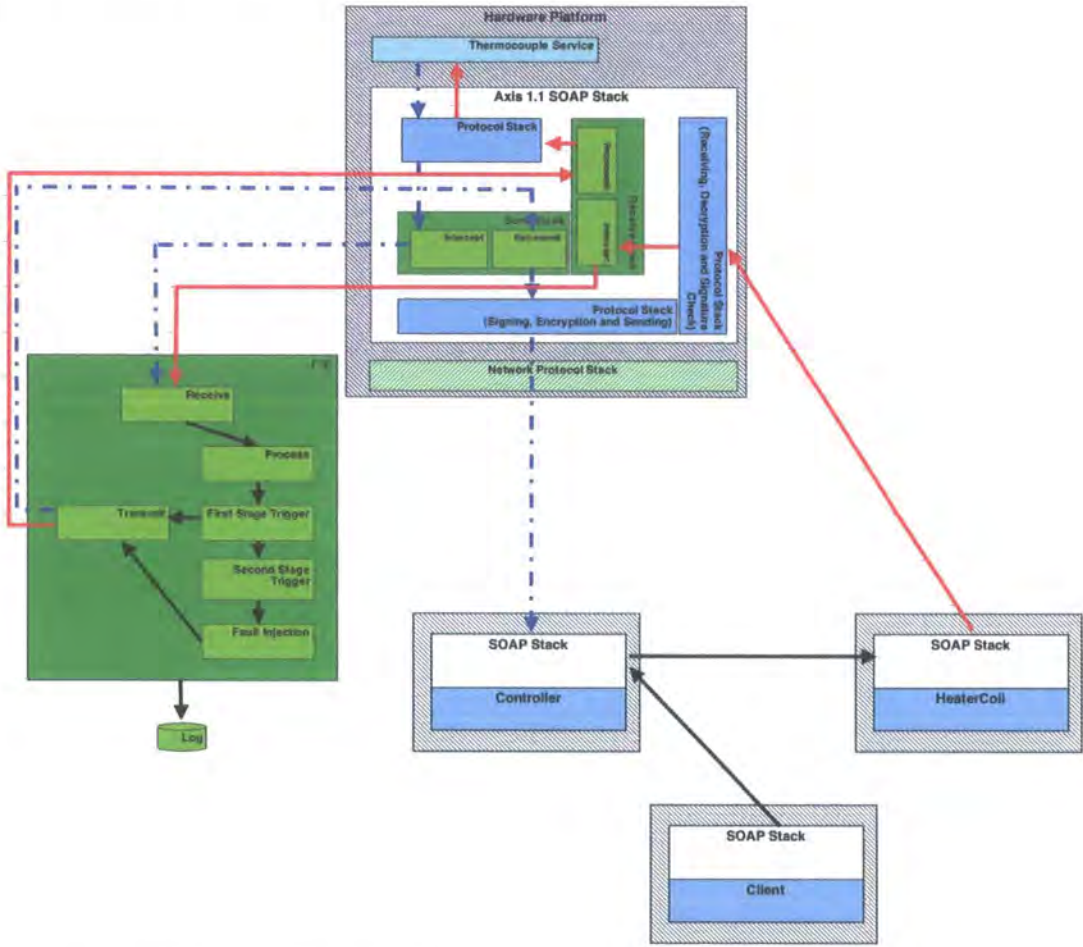 Hardware Platform
Thermocouple Service
Axis 1.1 SOAP Stack
Protocol Stack
Intercept
Protocol Stack
(Receiving, Decryption and Signature
Check)
Protocol Stack
(Signing, Encryption and Sending)
Network Protocol Stack
Receive
Process
First Stage Trigger
Transmit
Second Stage
Trigger
Fault Injection
Log
SOAP Stack
Controller
SOAP Stack
HeaterCoil
SOAP Stack
Client